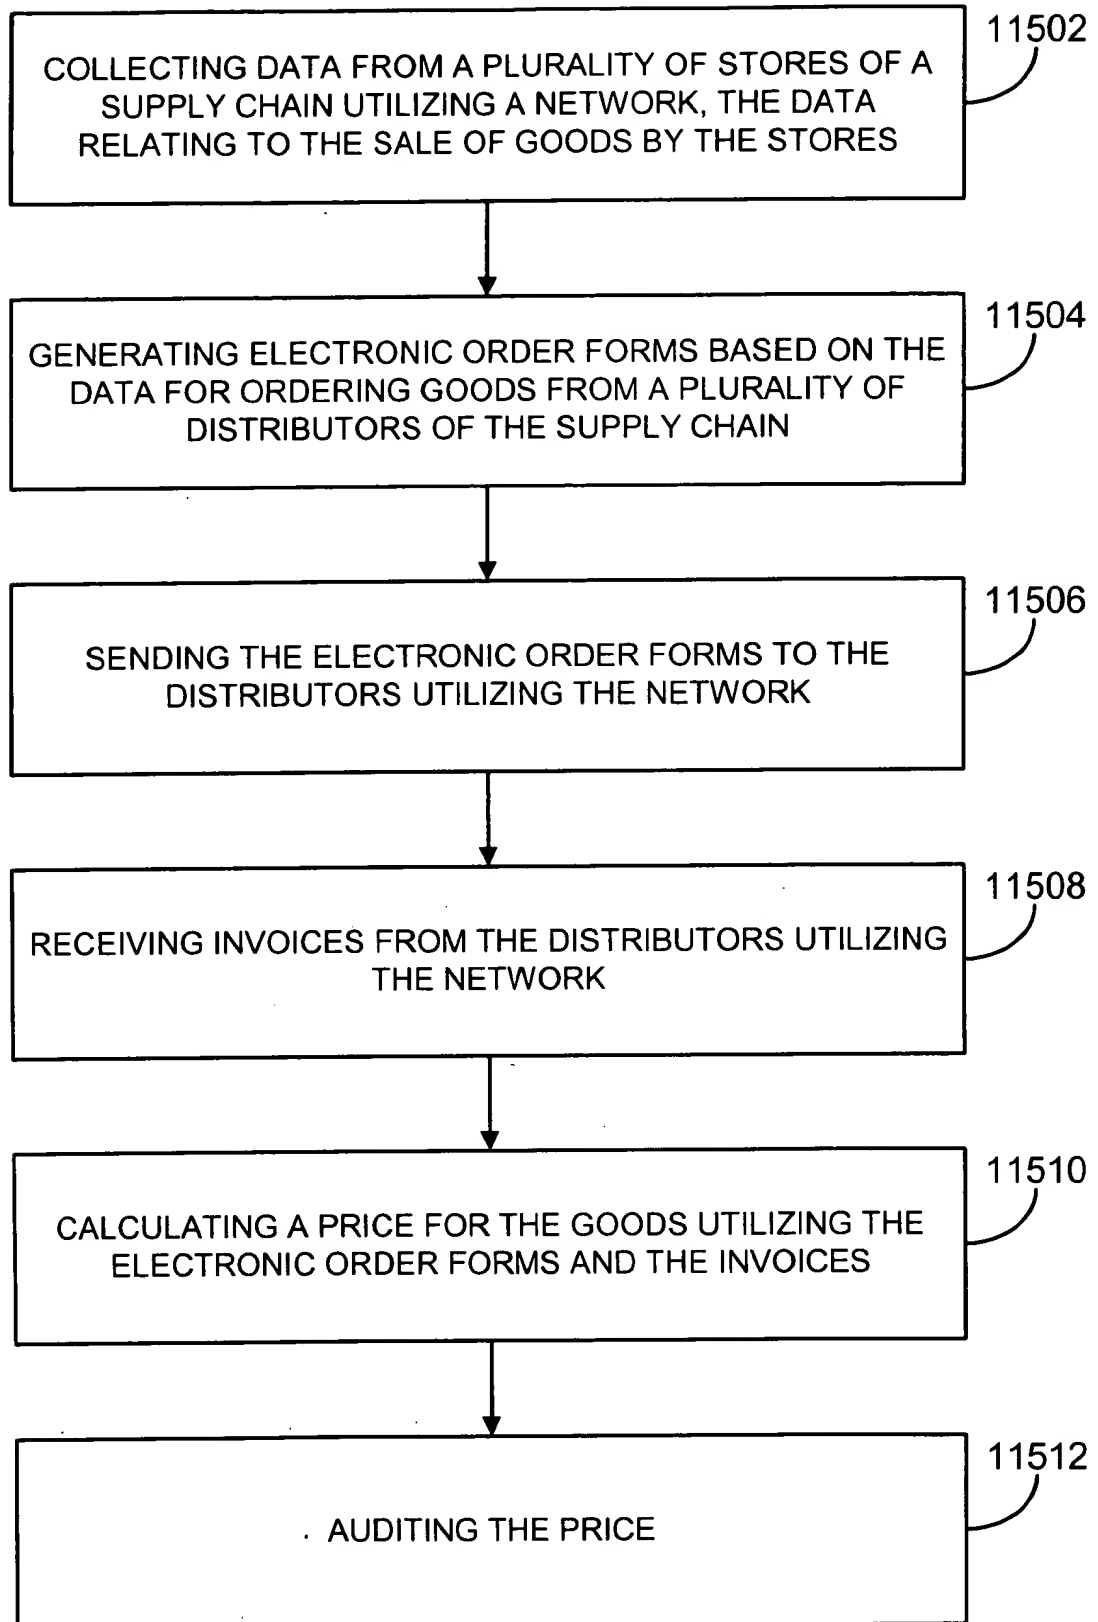 11502
COLLECTING DATA FROM A PLURALITY OF STORES OF A
SUPPLY CHAIN UTILIZING A NETWORK, THE DATA
RELATING TO THE SALE OF GOODS BY THE STORES
11504
GENERATING ELECTRONIC ORDER FORMS BASED ON THE
DATA FOR ORDERING GOODS FROM A PLURALITY OF
DISTRIBUTORS OF THE SUPPLY CHAIN
11506
SENDING THE ELECTRONIC ORDER FORMS TO THE
DISTRIBUTORS UTILIZING THE NETWORK
11508
RECEIVING INVOICES FROM THE DISTRIBUTORS UTILIZING
THE NETWORK
11510
CALCULATING A PRICE FOR THE GOODS UTILIZING THE
ELECTRONIC ORDER FORMS AND THE INVOICES
11512
AUDITING THE PRICE